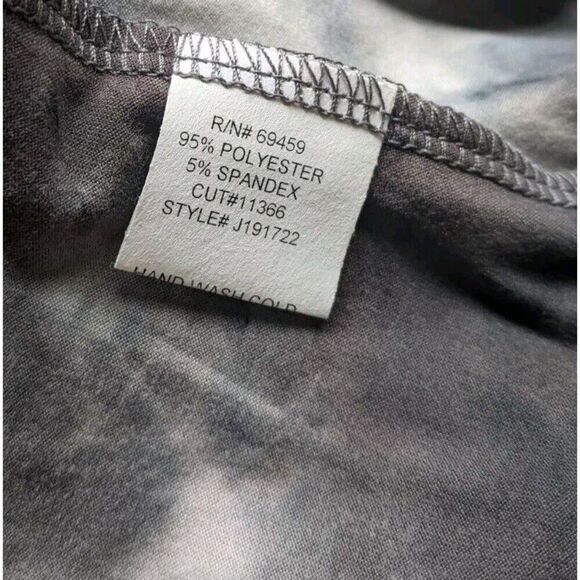 R/N# 69459
95% POLYESTER
5% SPANDEX
CUT#11366
STYLE# J191722
HAND WASH COLD